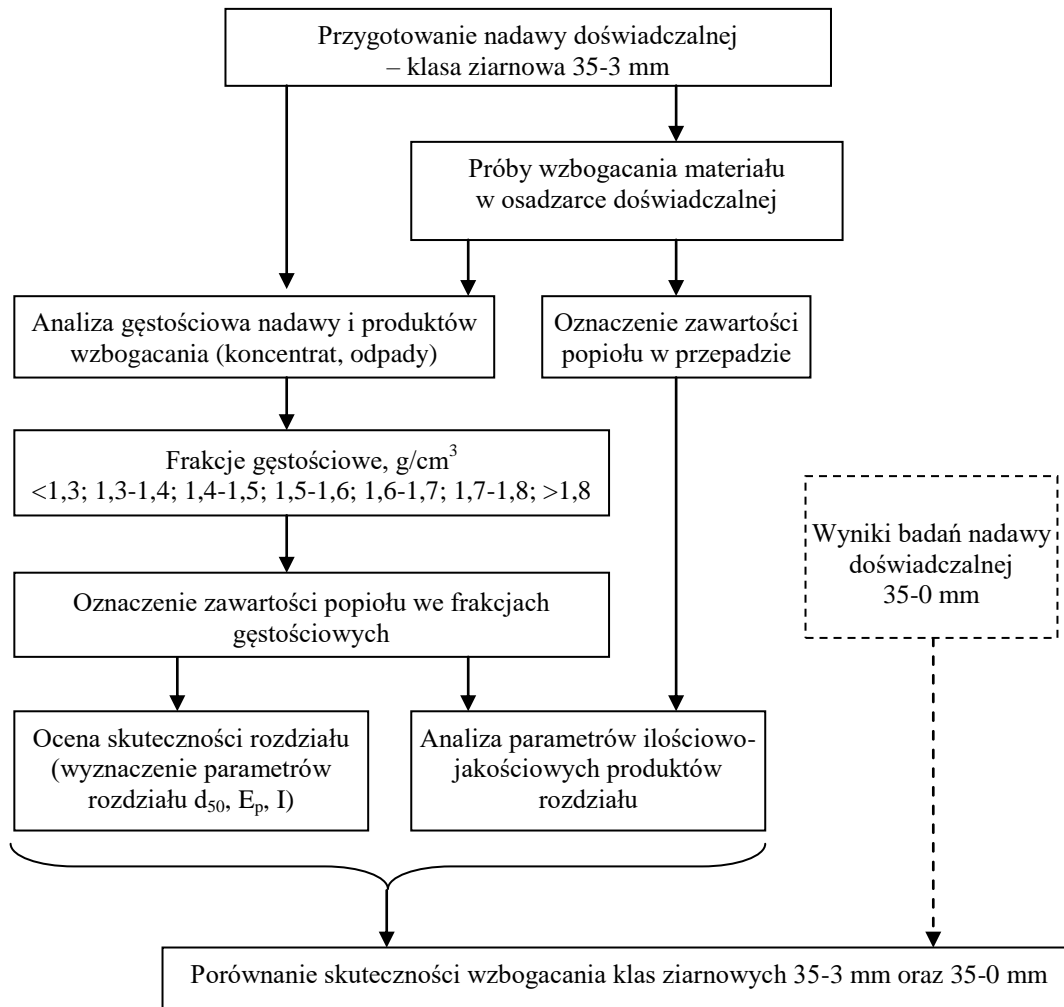 Przygotowanie nadawy doświadczalnej
– klasa ziarnowa 35-3 mm
Próby wzbogacania materiału
w osadzarce doświadczalnej
Analiza gęstościowa nadawy i produktów
wzbogacania (koncentrat, odpady)
Oznaczenie zawartości
popiołu w przepadzie
Frakcje gęstościowe, g/cm³
<1,3; 1,3-1,4; 1,4-1,5; 1,5-1,6; 1,6-1,7; 1,7-1,8; >1,8
Wyniki badań nadawy
doświadczalnej
35-0 mm
Oznaczenie zawartości popiołu we frakcjach
gęstościowych
Ocena skuteczności rozdziału
(wyznaczenie parametrów
rozdziału d₅₀, Eₚ, I)
Analiza parametrów ilościowo-
jakościowych produktów
rozdziału
Porównanie skuteczności wzbogacania klas ziarnowych 35-3 mm oraz 35-0 mm